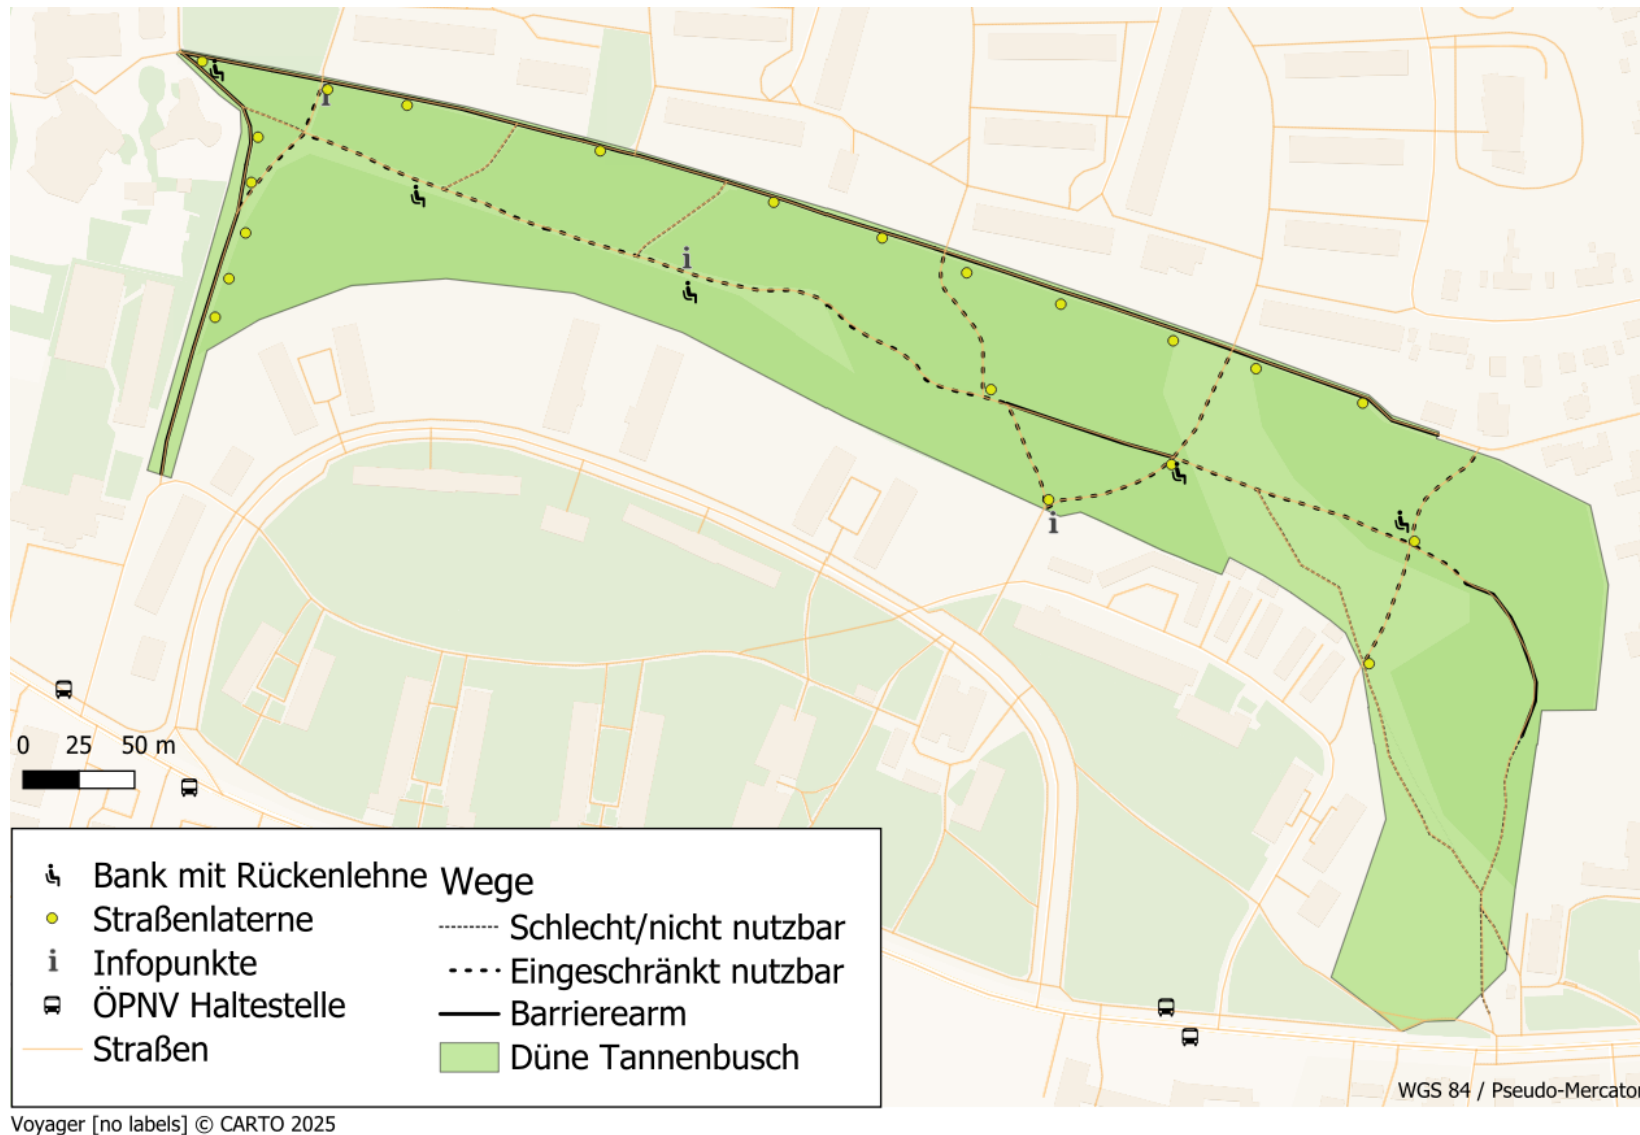 i
i
i
0 25 50 m
Bank mit Rückenlehne
Straßenlaterne
Infopunkte
ÖPNV Haltestelle
Straßen
Wege
Schlecht/nicht nutzbar
Eingeschränkt nutzbar
Barrierearm
Düne Tannenbusch
WGS 84 / Pseudo-Mercator
Voyager [no labels] © CARTO 2025